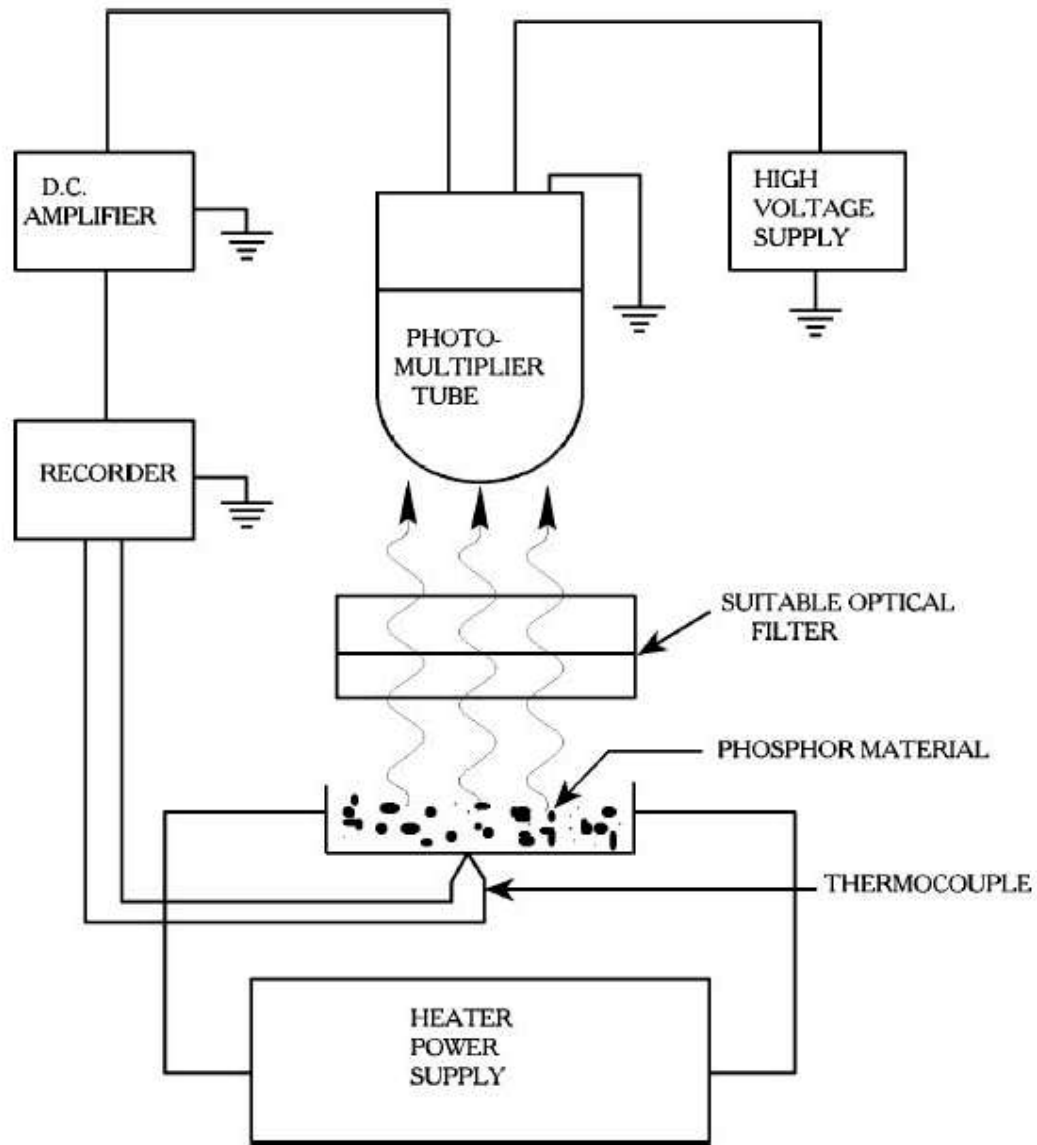 D.C.
AMPLIFIER
HIGH
VOLTAGE
SUPPLY
PHOTO-
MULTIPLIER
TUBE
RECORDER
SUITABLE OPTICAL
FILTER
PHOSPHOR MATERIAL
THERMOCOUPLE
HEATER
POWER
SUPPLY